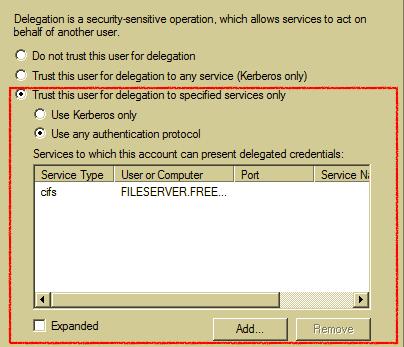 Delegation is a security-sensitive operation, which allows services to act on
behalf of another user.
Do not trust this user for delegation
Trust this user for delegation to any service (Kerberos only)
Trust this user for delegation to specified services only
Use Kerberos only
Use any authentication protocol
Services to which this account can present delegated credentials:
Service Type User or Computer Port Service Na
cifs FILESERVER.FREE...
Expanded Add... Remove